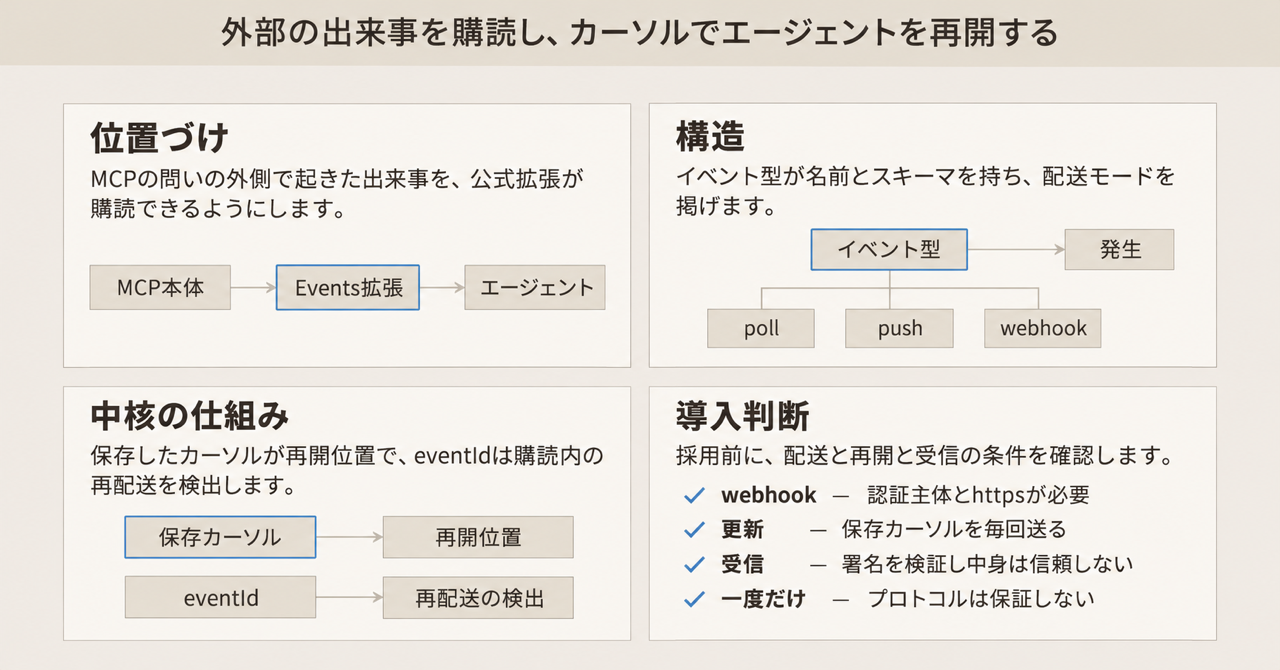 外部の出来事を購読し、カーソルでエージェントを再開する
位置づけ
MCPの問いの外側で起きた出来事を、公式拡張が
購読できるようにします。
MCP本体
Events拡張
エージェント
構造
イベント型が名前とスキーマを持ち、配送モードを
掲げます。
イベント型
発生
poll
push
webhook
中核の仕組み
保存したカーソルが再開位置で、eventIdは購読内の
再配送を検出します。
保存カーソル
再開位置
eventId
再配送の検出
導入判断
採用前に、配送と再開と受信の条件を確認します。
webhook — 認証主体とhttpsが必要
更新 — 保存カーソルを毎回送る
受信 — 署名を検証し中身は信頼しない
一度だけ — プロトコルは保証しない